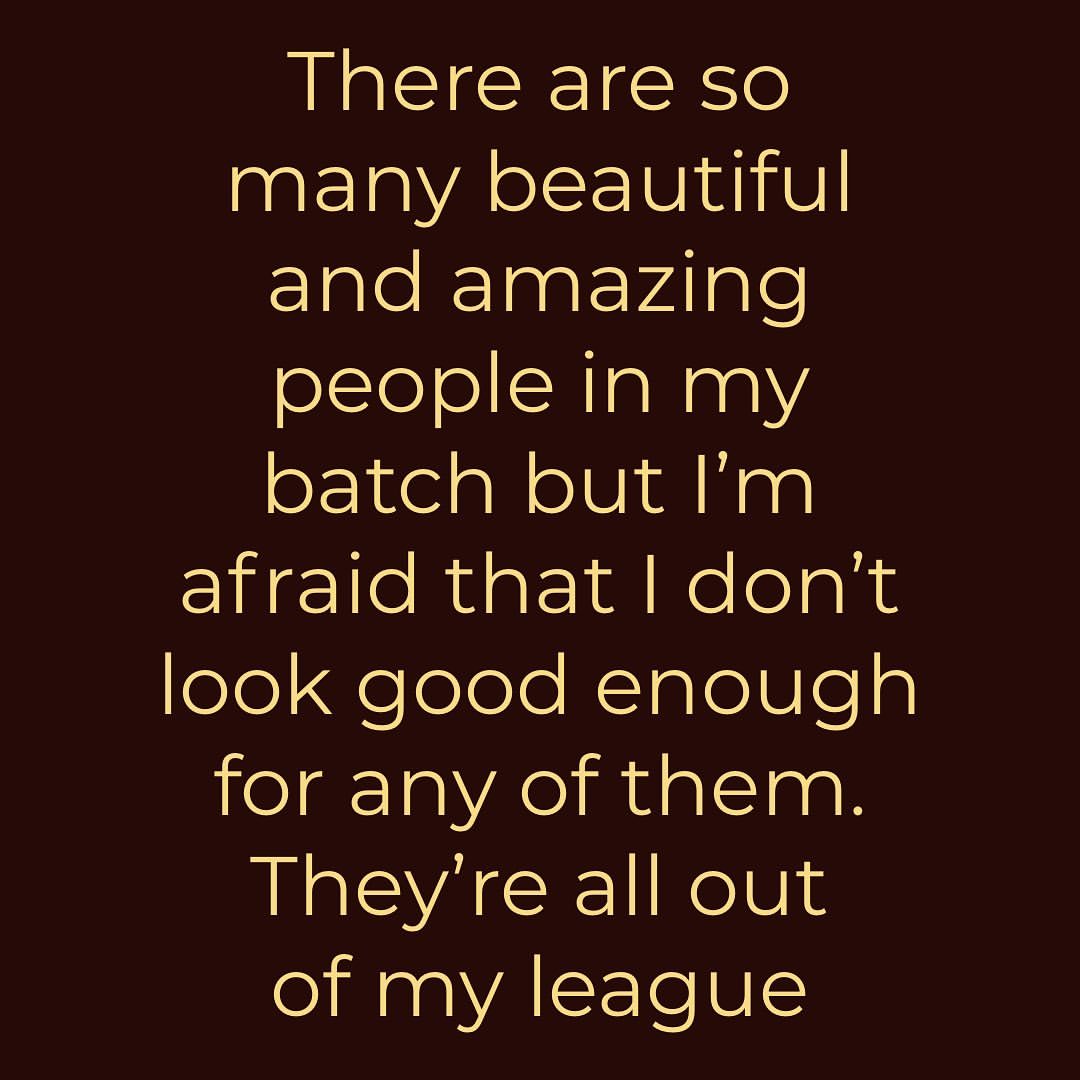 There are so
many beautiful
and amazing
people in my
batch but I’m
afraid that I don’t
look good enough
for any of them.
They’re all out
of my league